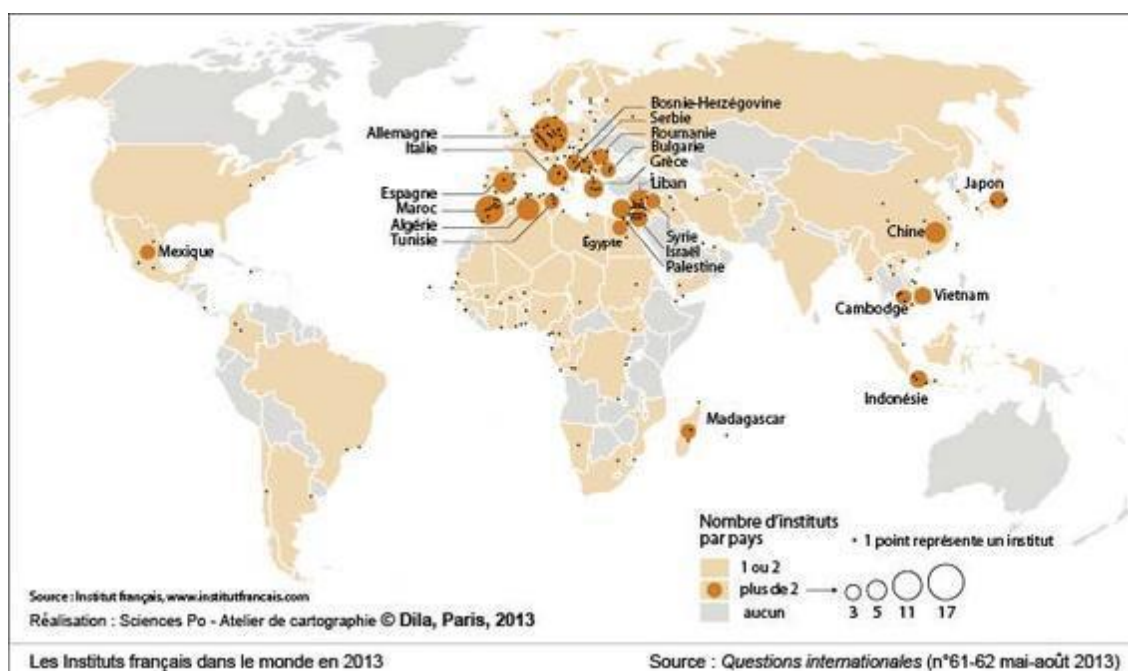 Bosnie-Herzégovine
Serbie
Roumanie
Bulgarie
Grèce
Liban
Allemagne
Italie
Espagne
Maroc
Algérie
Tunisie
Égypte
Syrie
Israël
Palestine
Japon
Chine
Mexique
Cambodge
Vietnam
Indonésie
Madagascar
Nombre d'instituts
par pays
• 1 point représente un institut
1 ou 2
plus de 2
3 5 11 17
aucun
Source : Institut français, www.institutfrancais.com
Réalisation : Sciences Po - Atelier de cartographie © Dila, Paris, 2013
Les Instituts français dans le monde en 2013
Source : Questions internationales (n°61-62 mai-août 2013)